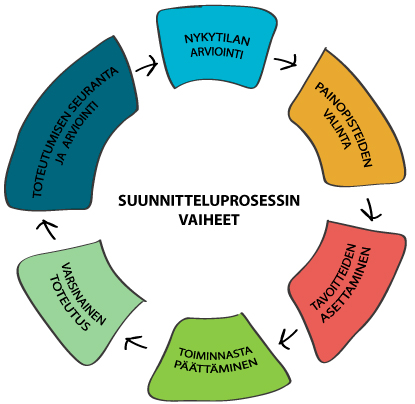 NYKYTILAN
ARVIOINTI
PAINOPISTEIDEN
VALINTA
TAVOITTEIDEN
ASETTAMINEN
TOIMINNASTA
PÄÄTTÄMINEN
VARSINAINEN
TOTEUTUS
TOTEUTUMISEN SEURANTA
JA ARVIOINTI
SUUNNITTELUPROSESSIN
VAIHEET